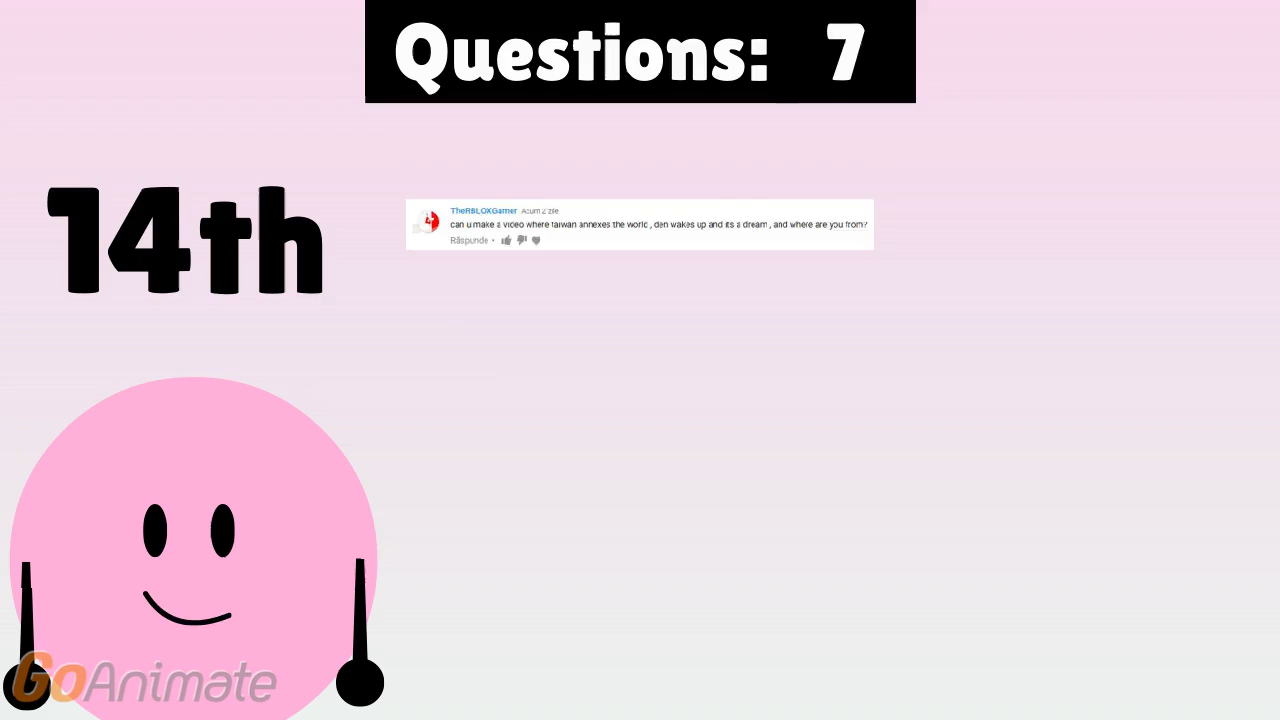 Questions: 7
14th
TheRBLOXGamer Acum 2 zile
can u make a video where taiwan annexes the world , den wakes up and its a dream , and where are you from?
Răspunde •
GoAnimate